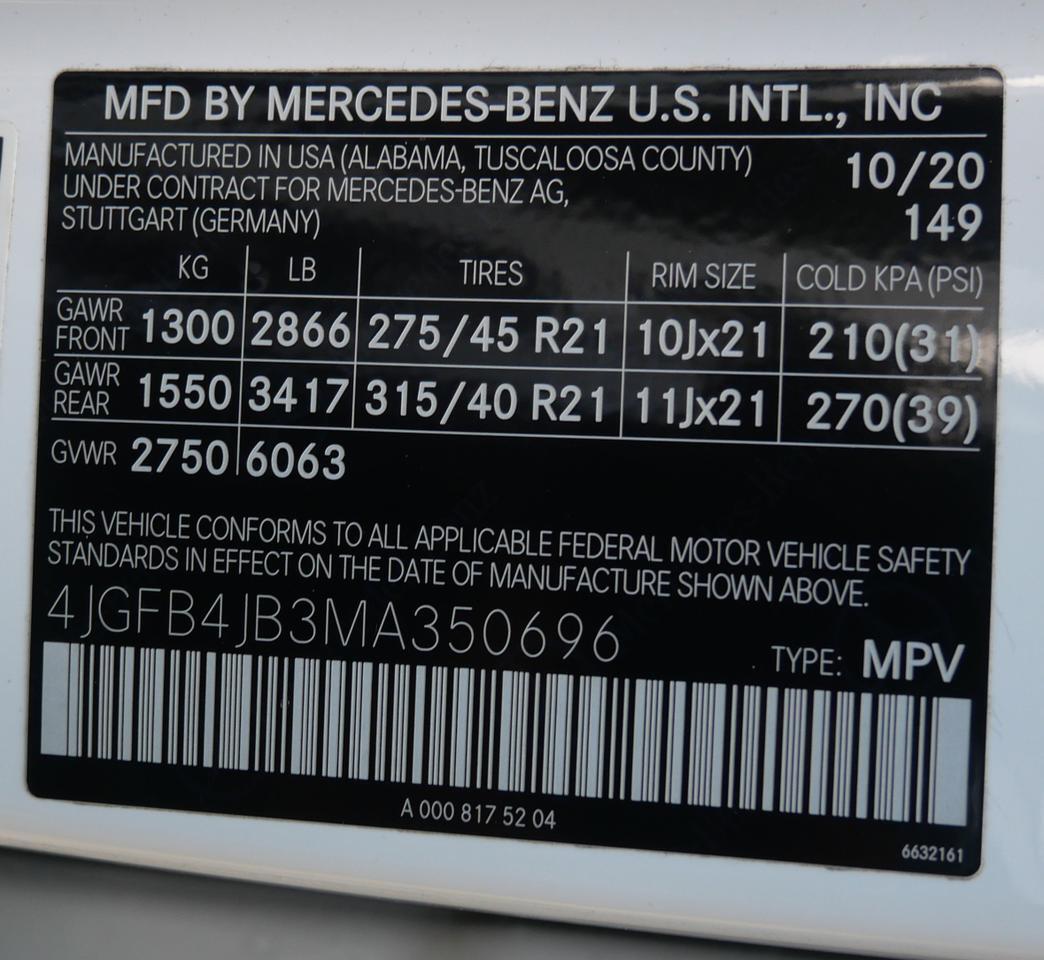 MFD BY MERCEDES-BENZ U.S. INTL., INC
MANUFACTURED IN USA (ALABAMA, TUSCALOOSA COUNTY) 10/20
UNDER CONTRACT FOR MERCEDES-BENZ AG,
STUTTGART (GERMANY) 149
KG LB TIRES RIM SIZE COLD KPA (PSI)
GAWR FRONT 1300 2866 275/45 R21 10Jx21 210(31)
GAWR REAR 1550 3417 315/40 R21 11Jx21 270(39)
GVWR 2750 6063
THIS VEHICLE CONFORMS TO ALL APPLICABLE FEDERAL MOTOR VEHICLE SAFETY
STANDARDS IN EFFECT ON THE DATE OF MANUFACTURE SHOWN ABOVE.
4JGFB4JB3MA350696
TYPE: MPV
A 000 817 52 04
6632161